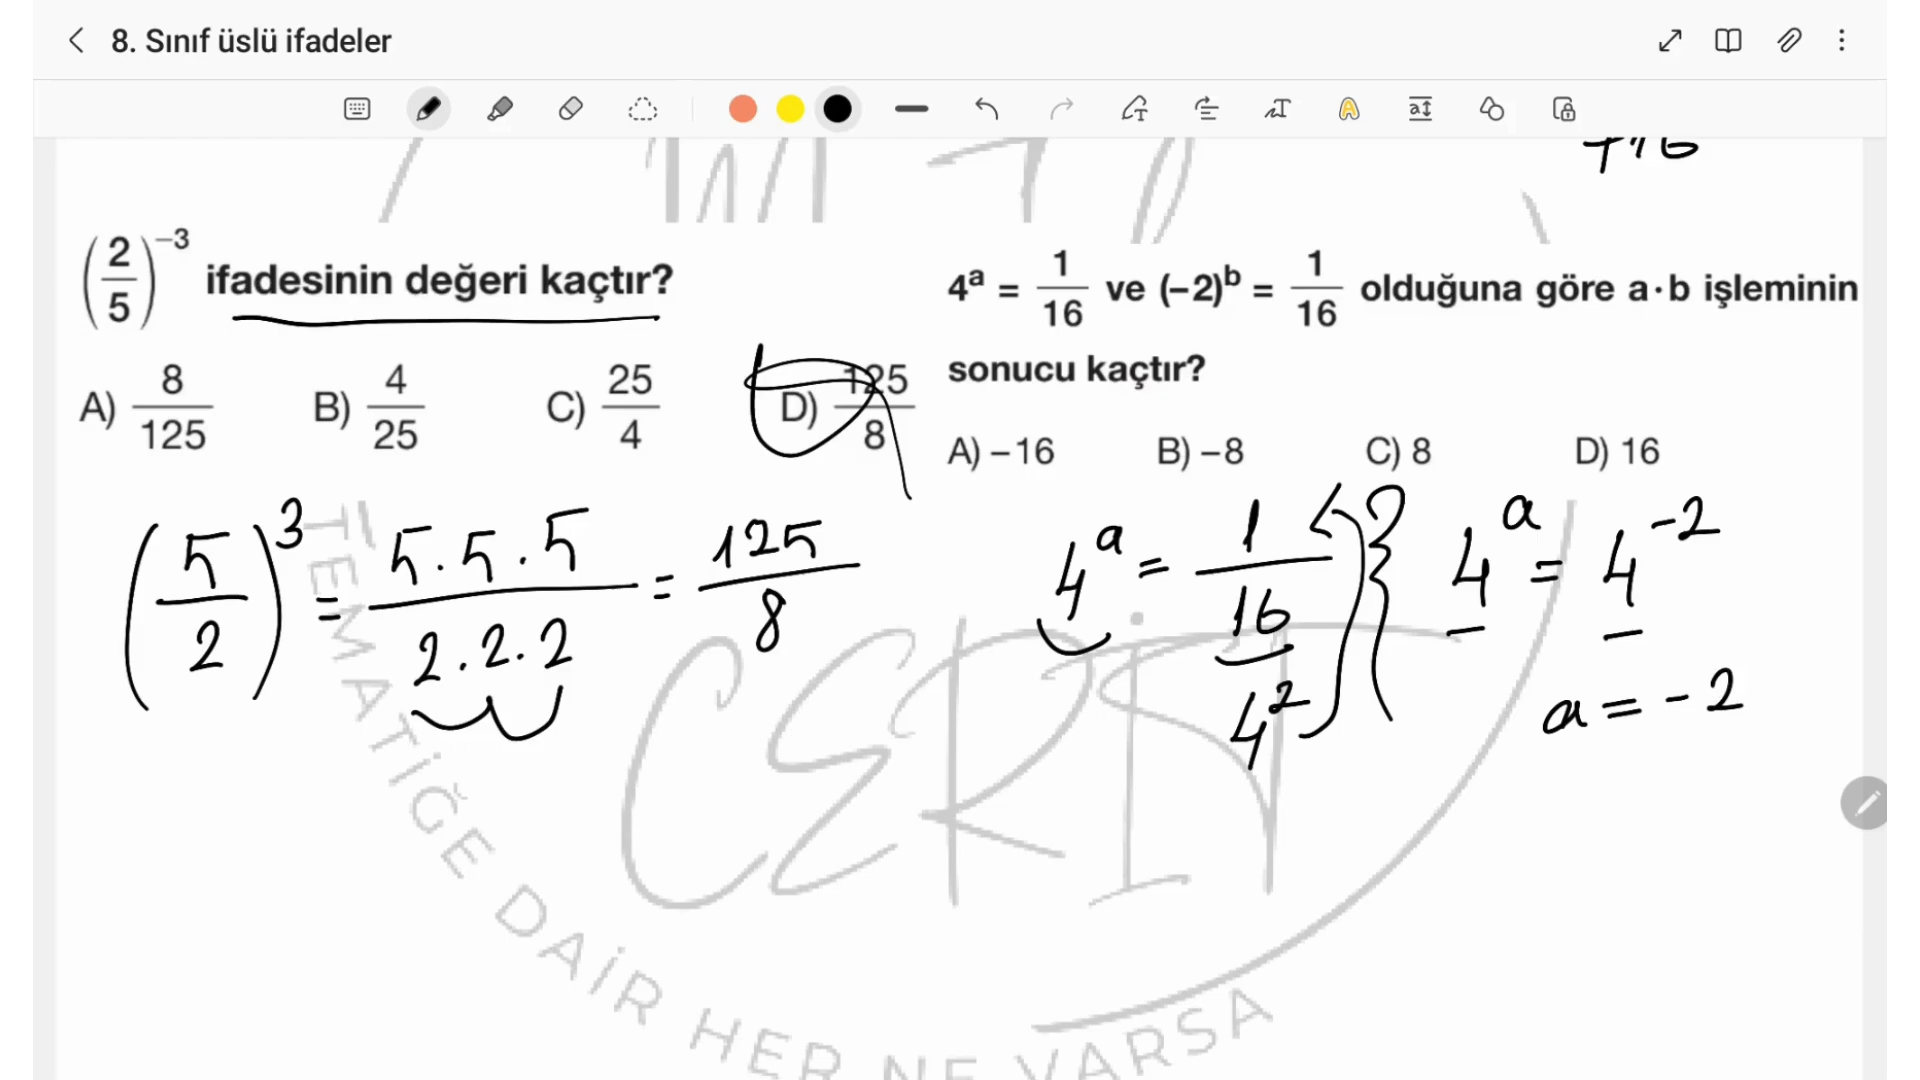 8. Sınıf üslü ifadeler
+16
(2/5)^-3 ifadesinin değeri kaçtır?
A) 8/125 B) 4/25 C) 25/4 D) 125/8
(5/2)^3 = 5.5.5/2.2.2 = 125/8
4^a = 1/16 ve (−2)^b = 1/16 olduğuna göre a·b işleminin
sonucu kaçtır?
A) −16 B) −8 C) 8 D) 16
4^a = 1/16 4^a = 4^-2
4^2 a = -2
CERİN
TEMATİĞE DAİR HER NE VARSA